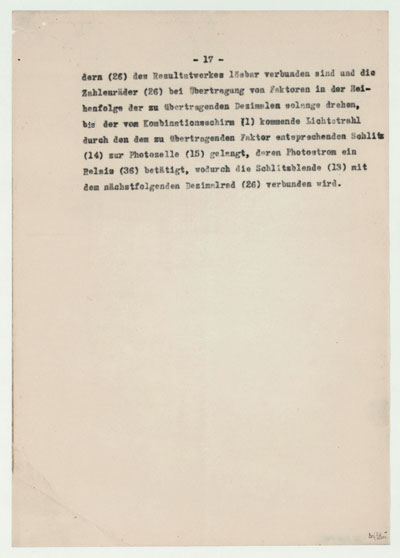 - 17 -
dern (26) des Resultatwerkes lösbar verbunden sind und die
Zahlenräder (26) bei Übertragung von Faktoren in der Rei-
henfolge der zu übertragenden Dezimalen solange drehen,
bis der vom Kombinationsschirm (1) kommende Lichtstrahl
durch den dem zu übertragenden Faktor entsprechenden Schlitz
(14) zur Photozelle (15) gelangt, deren Photostrom ein
Relais (36) betätigt, wodurch die Schlitzblende (13) mit
dem nächstfolgenden Dezimalrad (26) verbunden wird.